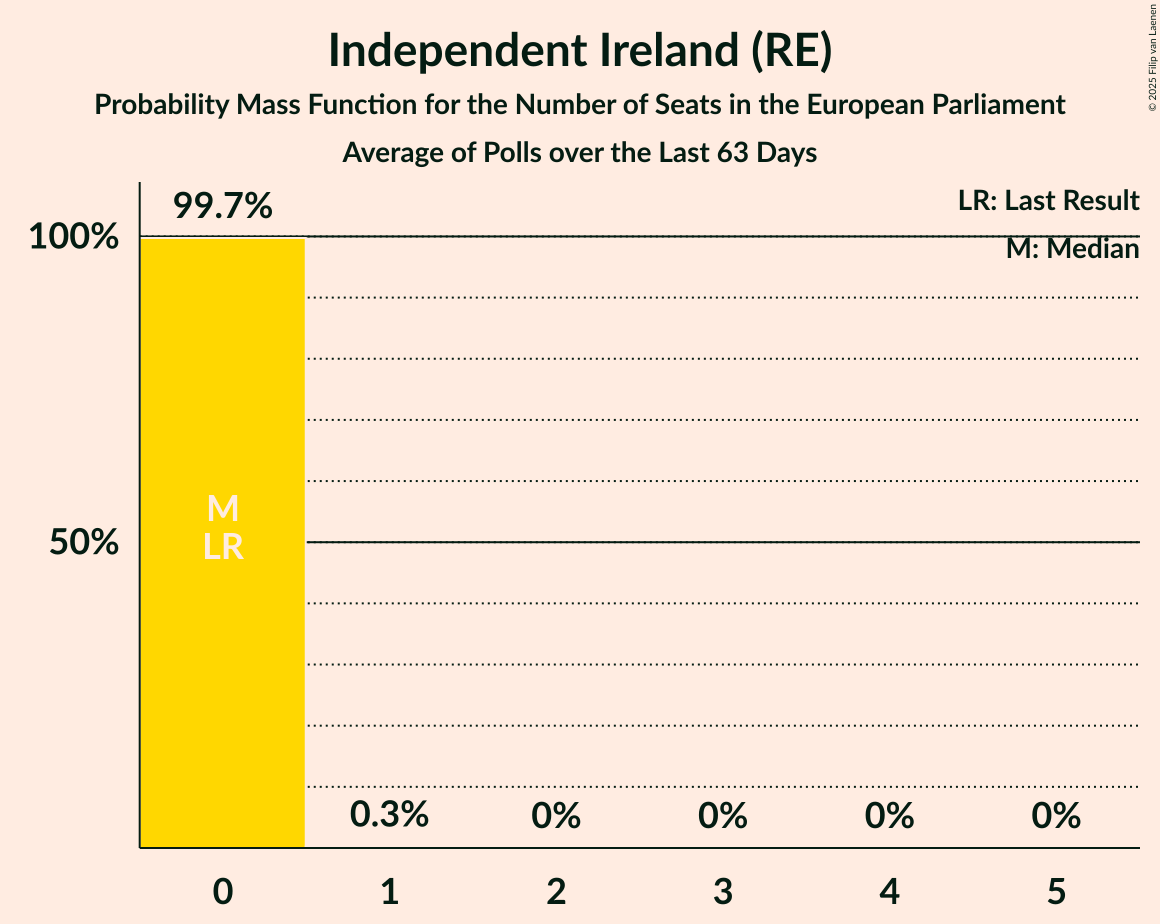 Independent Ireland (RE)
Probability Mass Function for the Number of Seats in the European Parliament
Average of Polls over the Last 63 Days
© 2025 Filip van Laenen
LR: Last Result
M: Median
99.7%
100%
50%
M
LR
0.3%
0%
0%
0%
0%
0
1
2
3
4
5